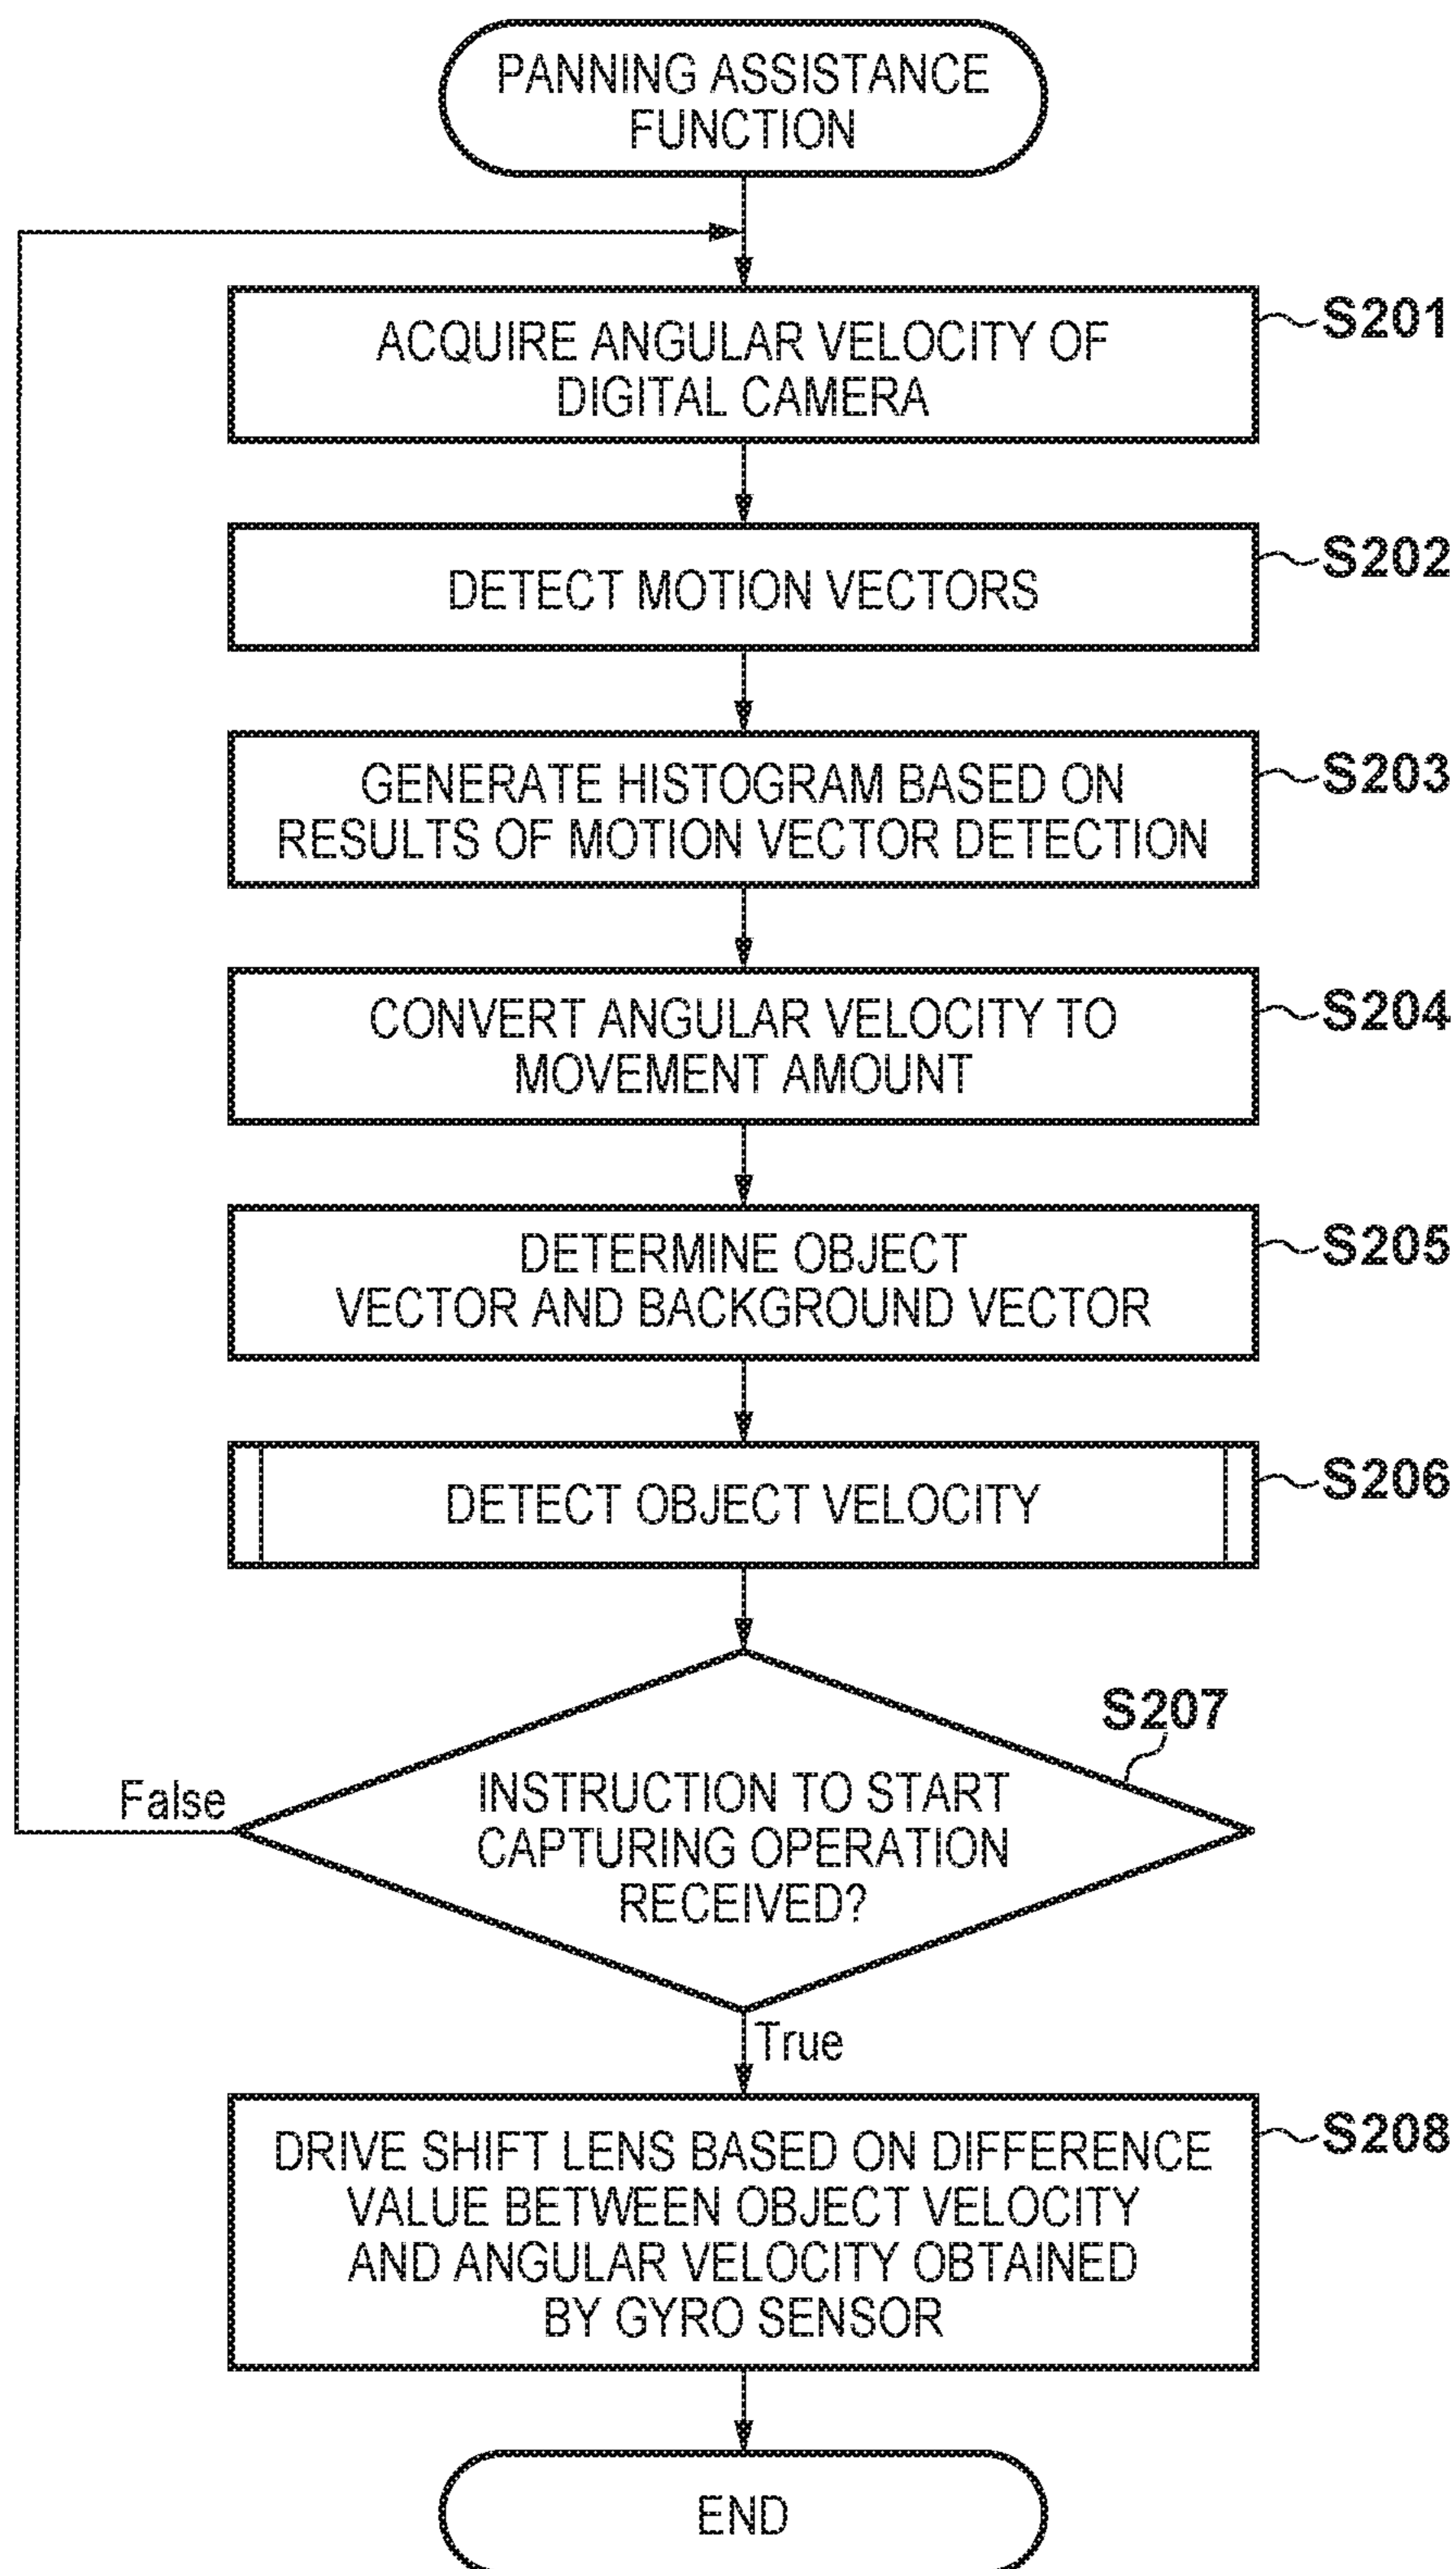 PANNING ASSISTANCE
FUNCTION
ACQUIRE ANGULAR VELOCITY OF
DIGITAL CAMERA
S201
DETECT MOTION VECTORS
S202
GENERATE HISTOGRAM BASED ON
RESULTS OF MOTION VECTOR DETECTION
S203
CONVERT ANGULAR VELOCITY TO
MOVEMENT AMOUNT
S204
DETERMINE OBJECT
VECTOR AND BACKGROUND VECTOR
S205
DETECT OBJECT VELOCITY
S206
S207
False
INSTRUCTION TO START
CAPTURING OPERATION
RECEIVED?
True
DRIVE SHIFT LENS BASED ON DIFFERENCE
VALUE BETWEEN OBJECT VELOCITY
AND ANGULAR VELOCITY OBTAINED
BY GYRO SENSOR
S208
END